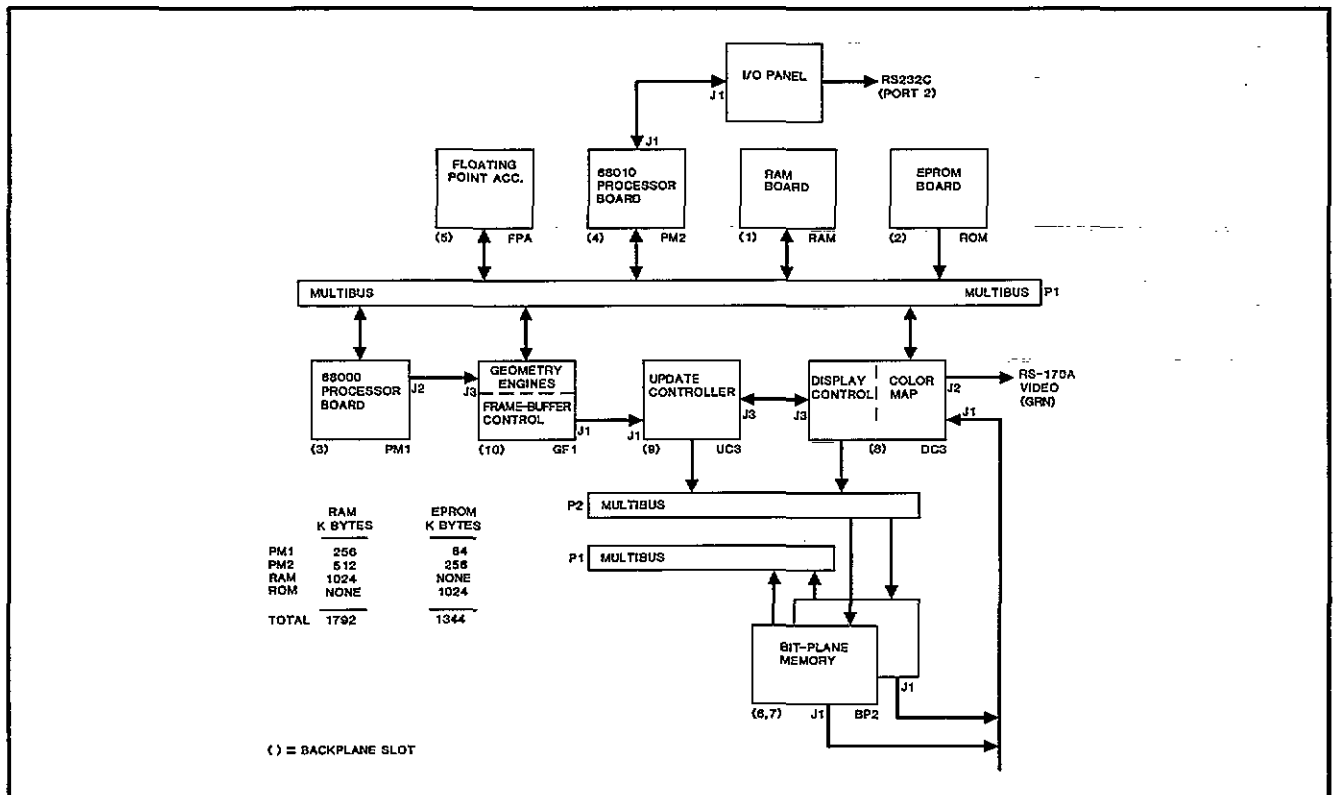 I/O PANEL
J1
RS232C
(PORT 2)
J1
FLOATING
POINT ACC.
(5) FPA
68010
PROCESSOR
BOARD
(4) PM2
RAM
BOARD
(1) RAM
EPROM
BOARD
(2) ROM
MULTIBUS MULTIBUS P1
68000
PROCESSOR
BOARD
J2
(3) PM1
J3
GEOMETRY
ENGINES
FRAME-BUFFER
CONTROL
J1
(10) GF1
UPDATE
CONTROLLER
J1
J3
(9) UC3
DISPLAY
CONTROL
COLOR
MAP
J3
J2
J1
(8) DC3
RS-170A
VIDEO
(GRN)
P2 MULTIBUS
P1 MULTIBUS
BIT-PLANE
MEMORY
J1
(6,7) J1 BP2
RAM EPROM
K BYTES K BYTES
PM1 256 64
PM2 512 256
RAM 1024 NONE
ROM NONE 1024
TOTAL 1792 1344
( ) = BACKPLANE SLOT